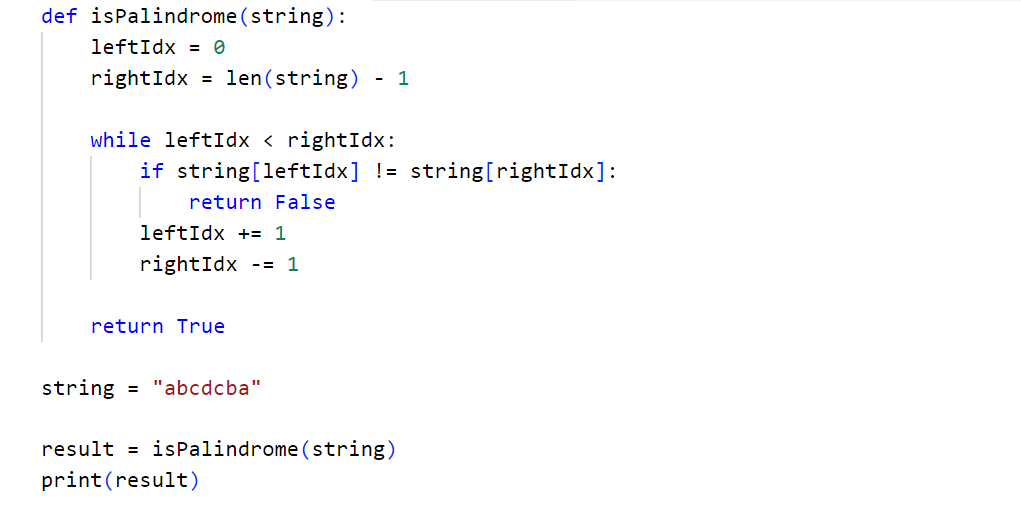 def isPalindrome(string):
    leftIdx = 0
    rightIdx = len(string) - 1

    while leftIdx < rightIdx:
        if string[leftIdx] != string[rightIdx]:
            return False
        leftIdx += 1
        rightIdx -= 1

    return True

string = "abcdcba"

result = isPalindrome(string)
print(result)